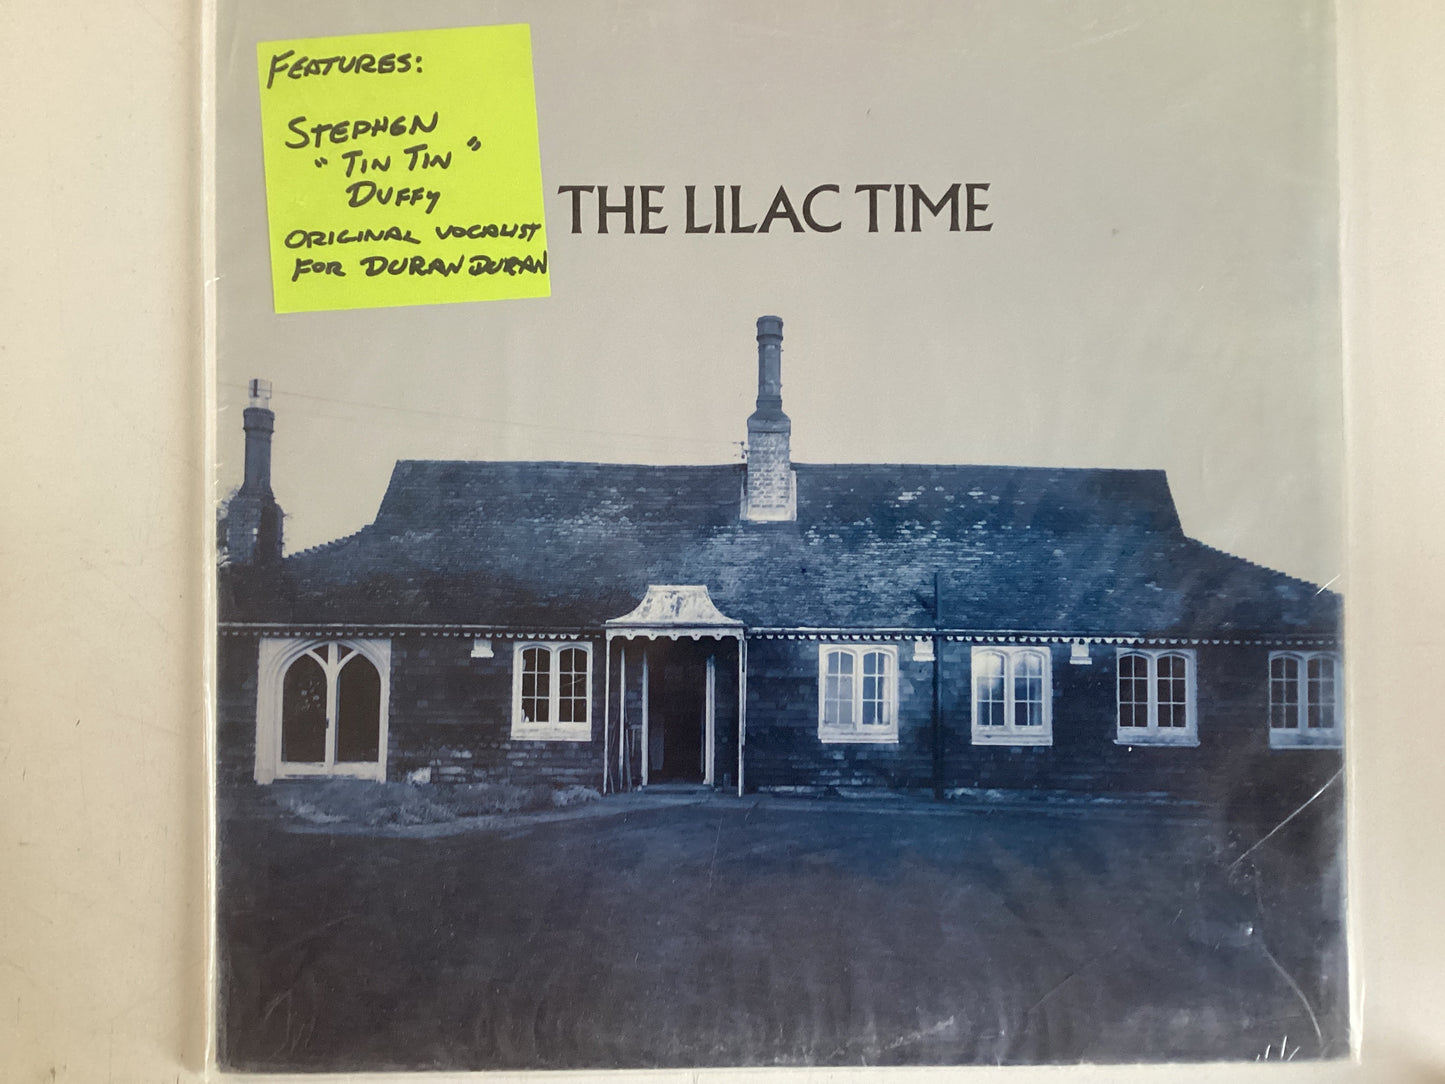 FEATURES:
STEPHEN
"TIN TIN"
DUFFY
ORIGINAL VOCALIST
FOR DURAN DURAN
THE LILAC TIME